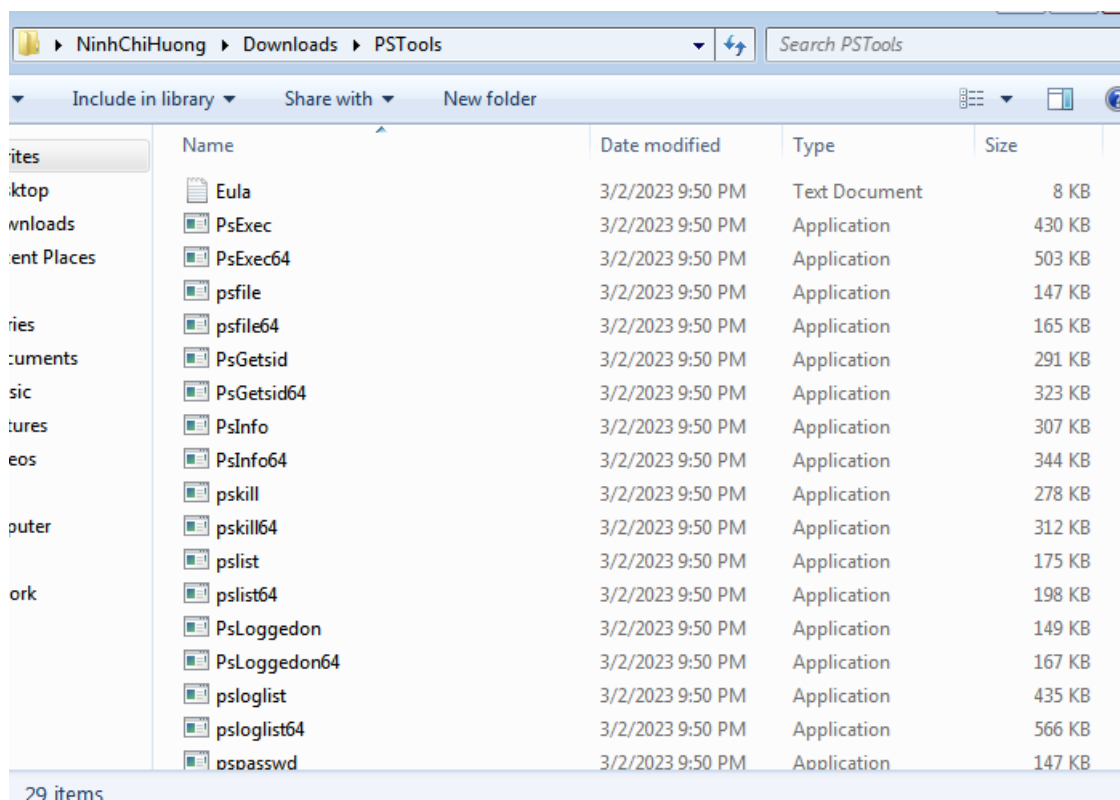 NinhChiHuong Downloads PSTools Search PSTools
Include in library Share with New folder
Name Date modified Type Size
ites
Eula 3/2/2023 9:50 PM Text Document 8 KB
sktop
PsExec 3/2/2023 9:50 PM Application 430 KB
wnloads
PsExec64 3/2/2023 9:50 PM Application 503 KB
cent Places
psfile 3/2/2023 9:50 PM Application 147 KB
psfile64 3/2/2023 9:50 PM Application 165 KB
ries
PsGetsid 3/2/2023 9:50 PM Application 291 KB
cuments
PsGetsid64 3/2/2023 9:50 PM Application 323 KB
sic
PsInfo 3/2/2023 9:50 PM Application 307 KB
tures
PsInfo64 3/2/2023 9:50 PM Application 344 KB
eos
pskill 3/2/2023 9:50 PM Application 278 KB
pskill64 3/2/2023 9:50 PM Application 312 KB
puter
pslist 3/2/2023 9:50 PM Application 175 KB
pslist64 3/2/2023 9:50 PM Application 198 KB
ork
PsLoggedon 3/2/2023 9:50 PM Application 149 KB
PsLoggedon64 3/2/2023 9:50 PM Application 167 KB
psloglist 3/2/2023 9:50 PM Application 435 KB
psloglist64 3/2/2023 9:50 PM Application 566 KB
pspasswd 3/2/2023 9:50 PM Application 147 KB
29 items